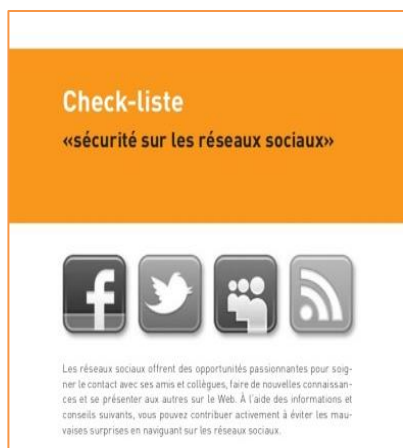 Check-liste
«sécurité sur les réseaux sociaux»
Les réseaux sociaux offrent des opportunités passionnantes pour soig-
ner le contact avec ses amis et collègues, faire de nouvelles connaissan-
ces et se présenter aux autres sur le Web. À l'aide des informations et
conseils suivants, vous pouvez contribuer activement à éviter les mau-
vaises surprises en naviguant sur les réseaux sociaux.